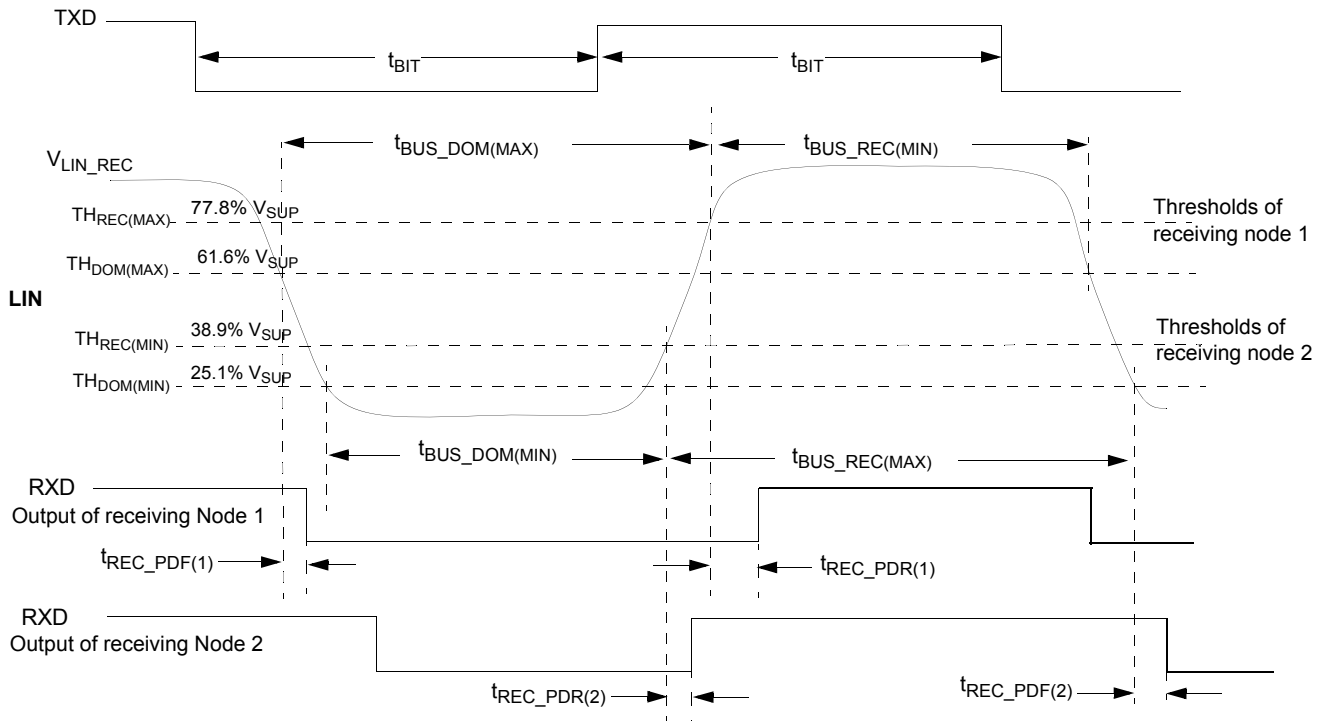 TXD
tBIT
tBIT
tBUS_DOM(MAX)
tBUS_REC(MIN)
VLIN_REC
THREC(MAX) 77.8% VSUP
Thresholds of
receiving node 1
THDOM(MAX) 61.6% VSUP
LIN
THREC(MIN) 38.9% VSUP
Thresholds of
receiving node 2
THDOM(MIN) 25.1% VSUP
tBUS_DOM(MIN)
tBUS_REC(MAX)
RXD
Output of receiving Node 1
tREC_PDF(1)
tREC_PDR(1)
RXD
Output of receiving Node 2
tREC_PDR(2)
tREC_PDF(2)